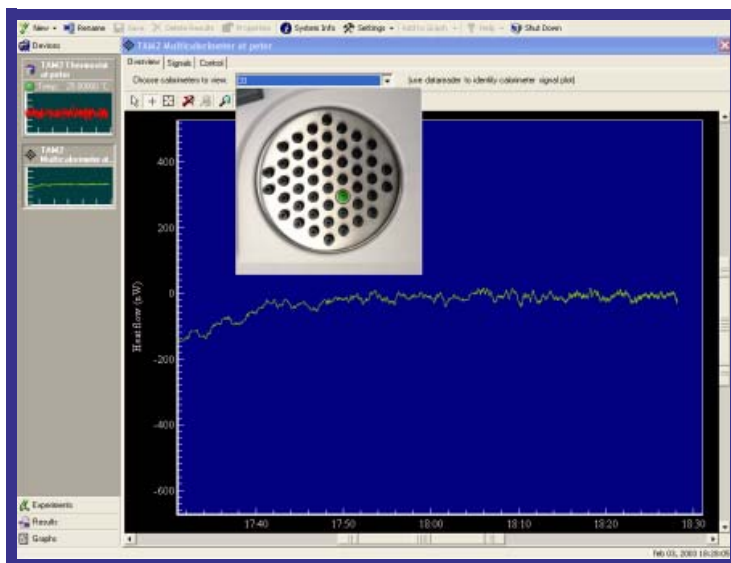 New Rename Save Delete Results Properties System Info Settings Add to Graph Help Shut Down
Devices
TAM2 Thermostat
at peter
TAM2 Multicalorimeter at peter
Overview Signals Control
Choose calorimeters to view:
(use datareader to identify calorimeter signal plot)
TAM2
Multicalorimeter at...
400
200
0
-200
-400
-600
Heat flow (nW)
17:40 17:50 18:00 18:10 18:20 18:30
Experiments
Results
Graphs
Feb 03, 2003 18:28:05